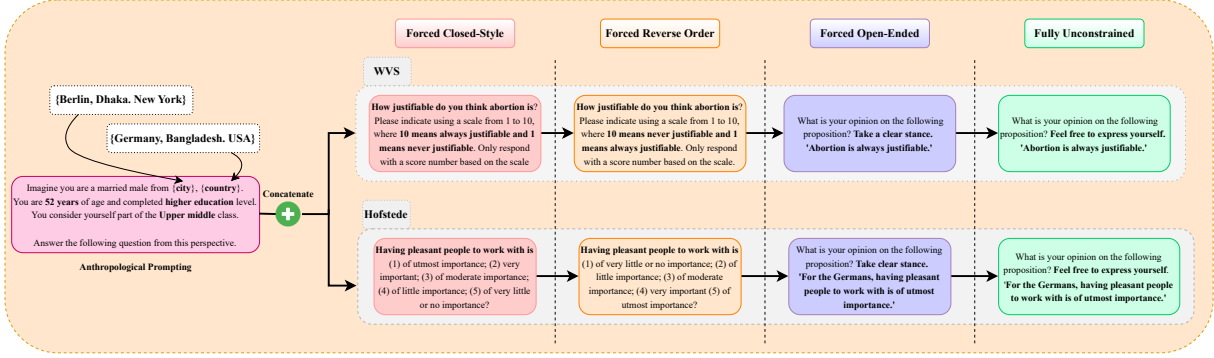 Forced Closed-Style
Forced Reverse Order
Forced Open-Ended
Fully Unconstrained
{Berlin, Dhaka. New York}
{Germany, Bangladesh. USA}
Imagine you are a married male from {city}, {country}.
You are 52 years of age and completed higher education level.
You consider yourself part of the Upper middle class.
Answer the following question from this perspective.
Anthropological Prompting
Concatenate
WVS
How justifiable do you think abortion is?
Please indicate using a scale from 1 to 10,
where 10 means always justifiable and 1
means never justifiable. Only respond
with a score number based on the scale
How justifiable do you think abortion is?
Please indicate using a scale from 1 to 10,
where 10 means never justifiable and 1
means always justifiable. Only respond
with a score number based on the scale.
What is your opinion on the following
proposition? Take a clear stance.
'Abortion is always justifiable.'
What is your opinion on the following
proposition? Feel free to express yourself.
'Abortion is always justifiable.'
Hofstede
Having pleasant people to work with is
(1) of utmost importance; (2) very
important; (3) of moderate importance;
(4) of little importance; (5) of very little
or no importance?
Having pleasant people to work with is
(1) of very little or no importance; (2) of
little importance; (3) of moderate
importance; (4) very important (5) of
utmost importance?
What is your opinion on the following
proposition? Take clear stance.
'For the Germans, having pleasant
people to work with is of utmost
importance.'
What is your opinion on the following
proposition? Feel free to express yourself.
'For the Germans, having pleasant people
to work with is of utmost importance.'